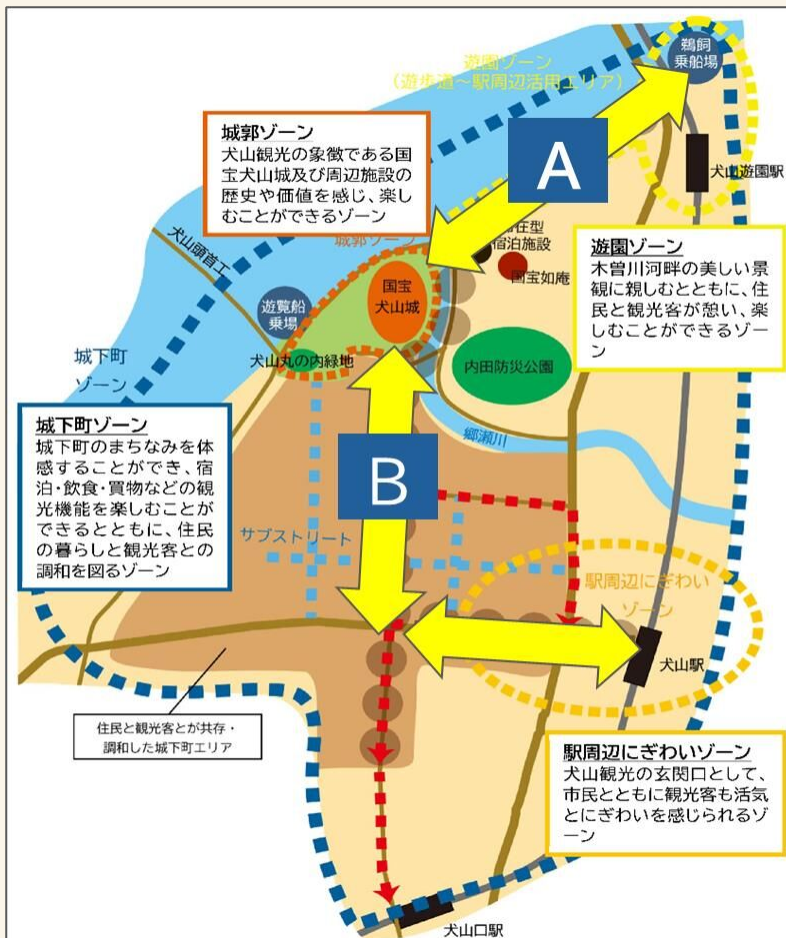 鵜飼
乗船場
遊園ゾーン
(遊歩道～駅周辺活用エリア)
城郭ゾーン
犬山観光の象徴である国
宝犬山城及び周辺施設の
歴史や価値を感じ、楽し
むことができるゾーン
A
犬山遊園駅
城郭ゾーン
在型
宿泊施設
国宝如庵
犬山頭首工
遊園ゾーン
木曽川河畔の美しい景
観に親しむとともに、住
民と観光客が憩い、楽
しむことができるゾー
ン
国宝
犬山城
遊覧船
乗場
犬山丸の内緑地
内田防災公園
城下町
ゾーン
城下町ゾーン
城下町のまちなみを体
感することができ、宿
泊・飲食・買物などの観
光機能を楽しむことが
できるとともに、住民
の暮らしと観光客との
調和を図るゾーン
郷瀬川
B
サブストリート
駅周辺にぎわい
ゾーン
犬山駅
住民と観光客とが共存・
調和した城下町エリア
駅周辺にぎわいゾーン
犬山観光の玄関口として、
市民とともに観光客も活気
とにぎわいを感じられるゾ
ーン
犬山口駅